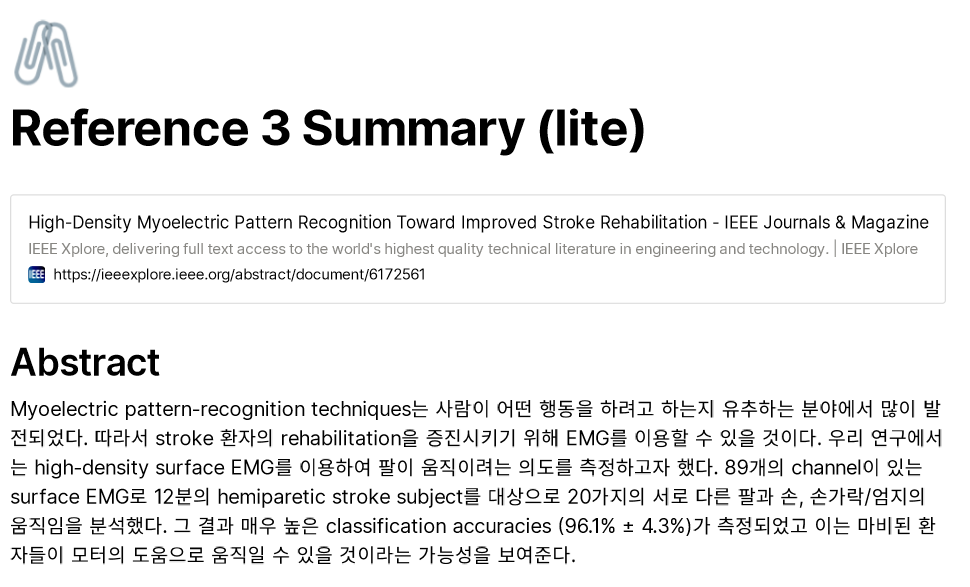 Reference 3 Summary (lite)
High-Density Myoelectric Pattern Recognition Toward Improved Stroke Rehabilitation - IEEE Journals & Magazine
IEEE Xplore, delivering full text access to the world's highest quality technical literature in engineering and technology. | IEEE Xplore
IEEE https://ieeexplore.ieee.org/abstract/document/6172561
Abstract
Myoelectric pattern-recognition techniques는 사람이 어떤 행동을 하려고 하는지 유추하는 분야에서 많이 발
전되었다. 따라서 stroke 환자의 rehabilitation을 증진시키기 위해 EMG를 이용할 수 있을 것이다. 우리 연구에서
는 high-density surface EMG를 이용하여 팔이 움직이려는 의도를 측정하고자 했다. 89개의 channel이 있는
surface EMG로 12분의 hemiparetic stroke subject를 대상으로 20가지의 서로 다른 팔과 손, 손가락/엄지의
움직임을 분석했다. 그 결과 매우 높은 classification accuracies (96.1% ± 4.3%)가 측정되었고 이는 마비된 환
자들이 모터의 도움으로 움직일 수 있을 것이라는 가능성을 보여준다.